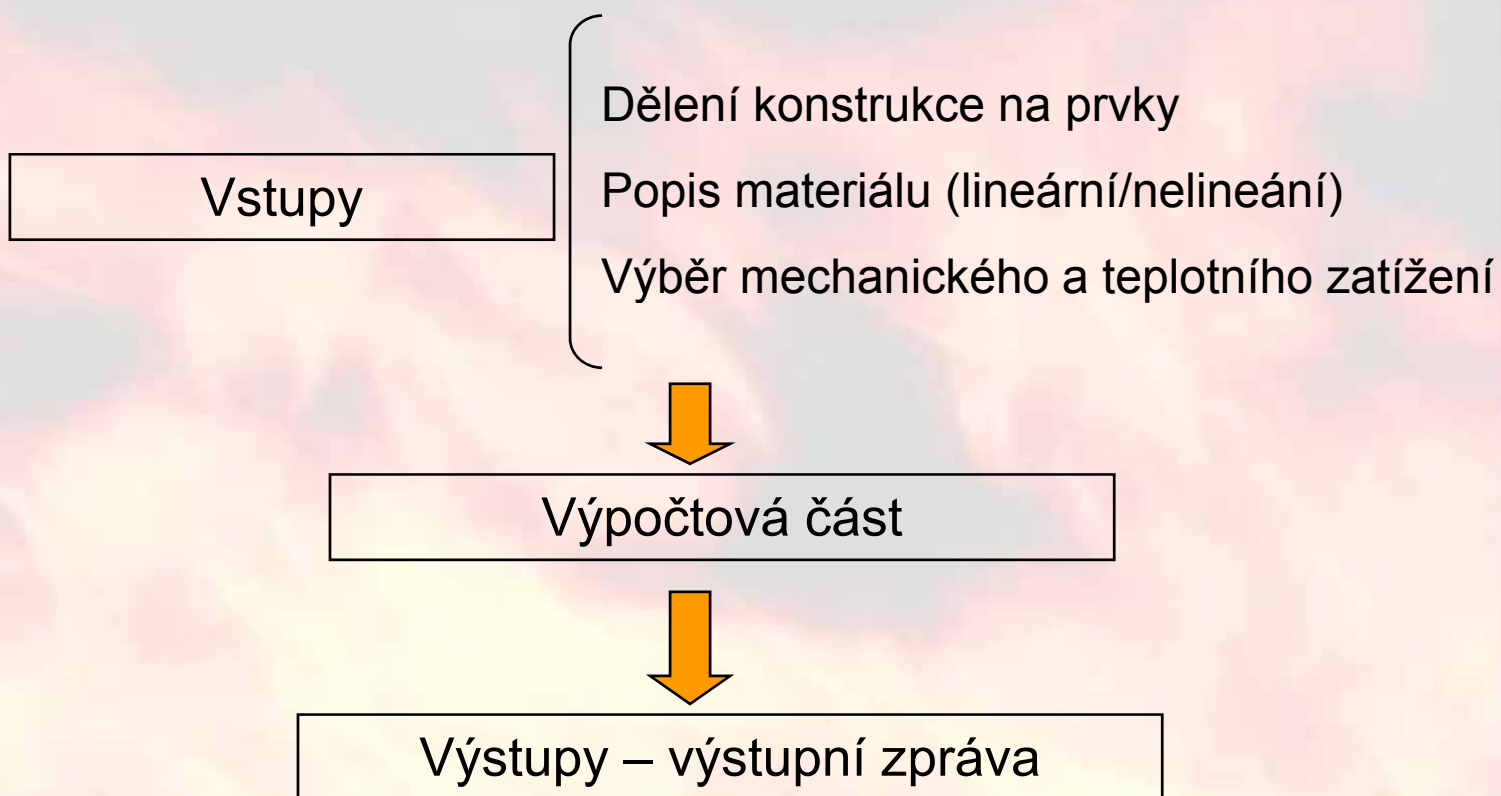 Dělení konstrukce na prvky
Vstupy
Popis materiálu (lineární/nelineání)
Výběr mechanického a teplotního zatížení
Výpočtová část
Výstupy – výstupní zpráva